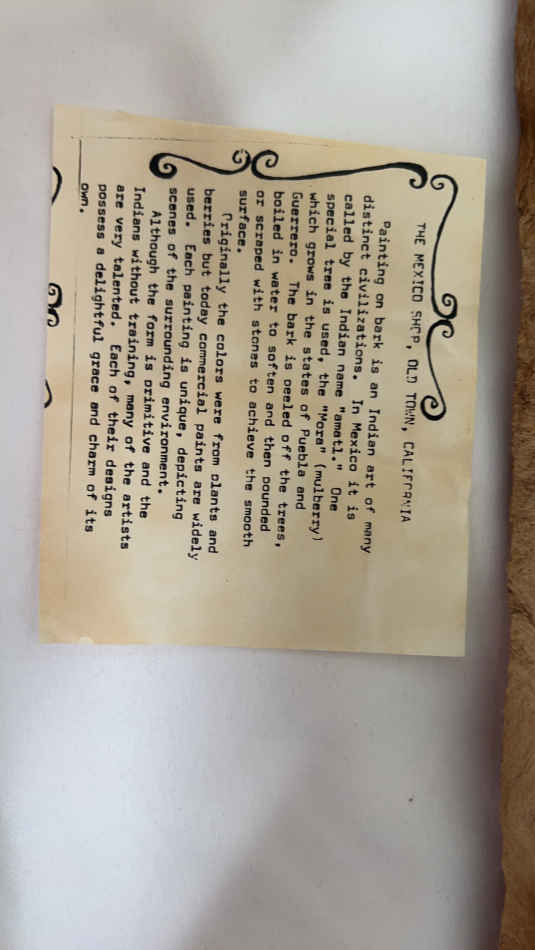 THE MEXICO SHOP, OLD TOWN, CALIFORNIA
Painting on bark is an Indian art of many
distinct civilizations. In Mexico it is
called by the Indian name "amatl." One
special tree is used, the "Mora" (mulberry)
which grows in the states of Puebla and
Guerrero. The bark is peeled off the trees,
boiled in water to soften and then pounded
or scraped with stones to achieve the smooth
surface.
Originally the colors were from plants and
berries but today commercial paints are widely
used. Each painting is unique, depicting
scenes of the surrounding environment.
Although the form is primitive and the
Indians without training, many of the artists
are very talented. Each of their designs
possess a delightful grace and charm of its
own.